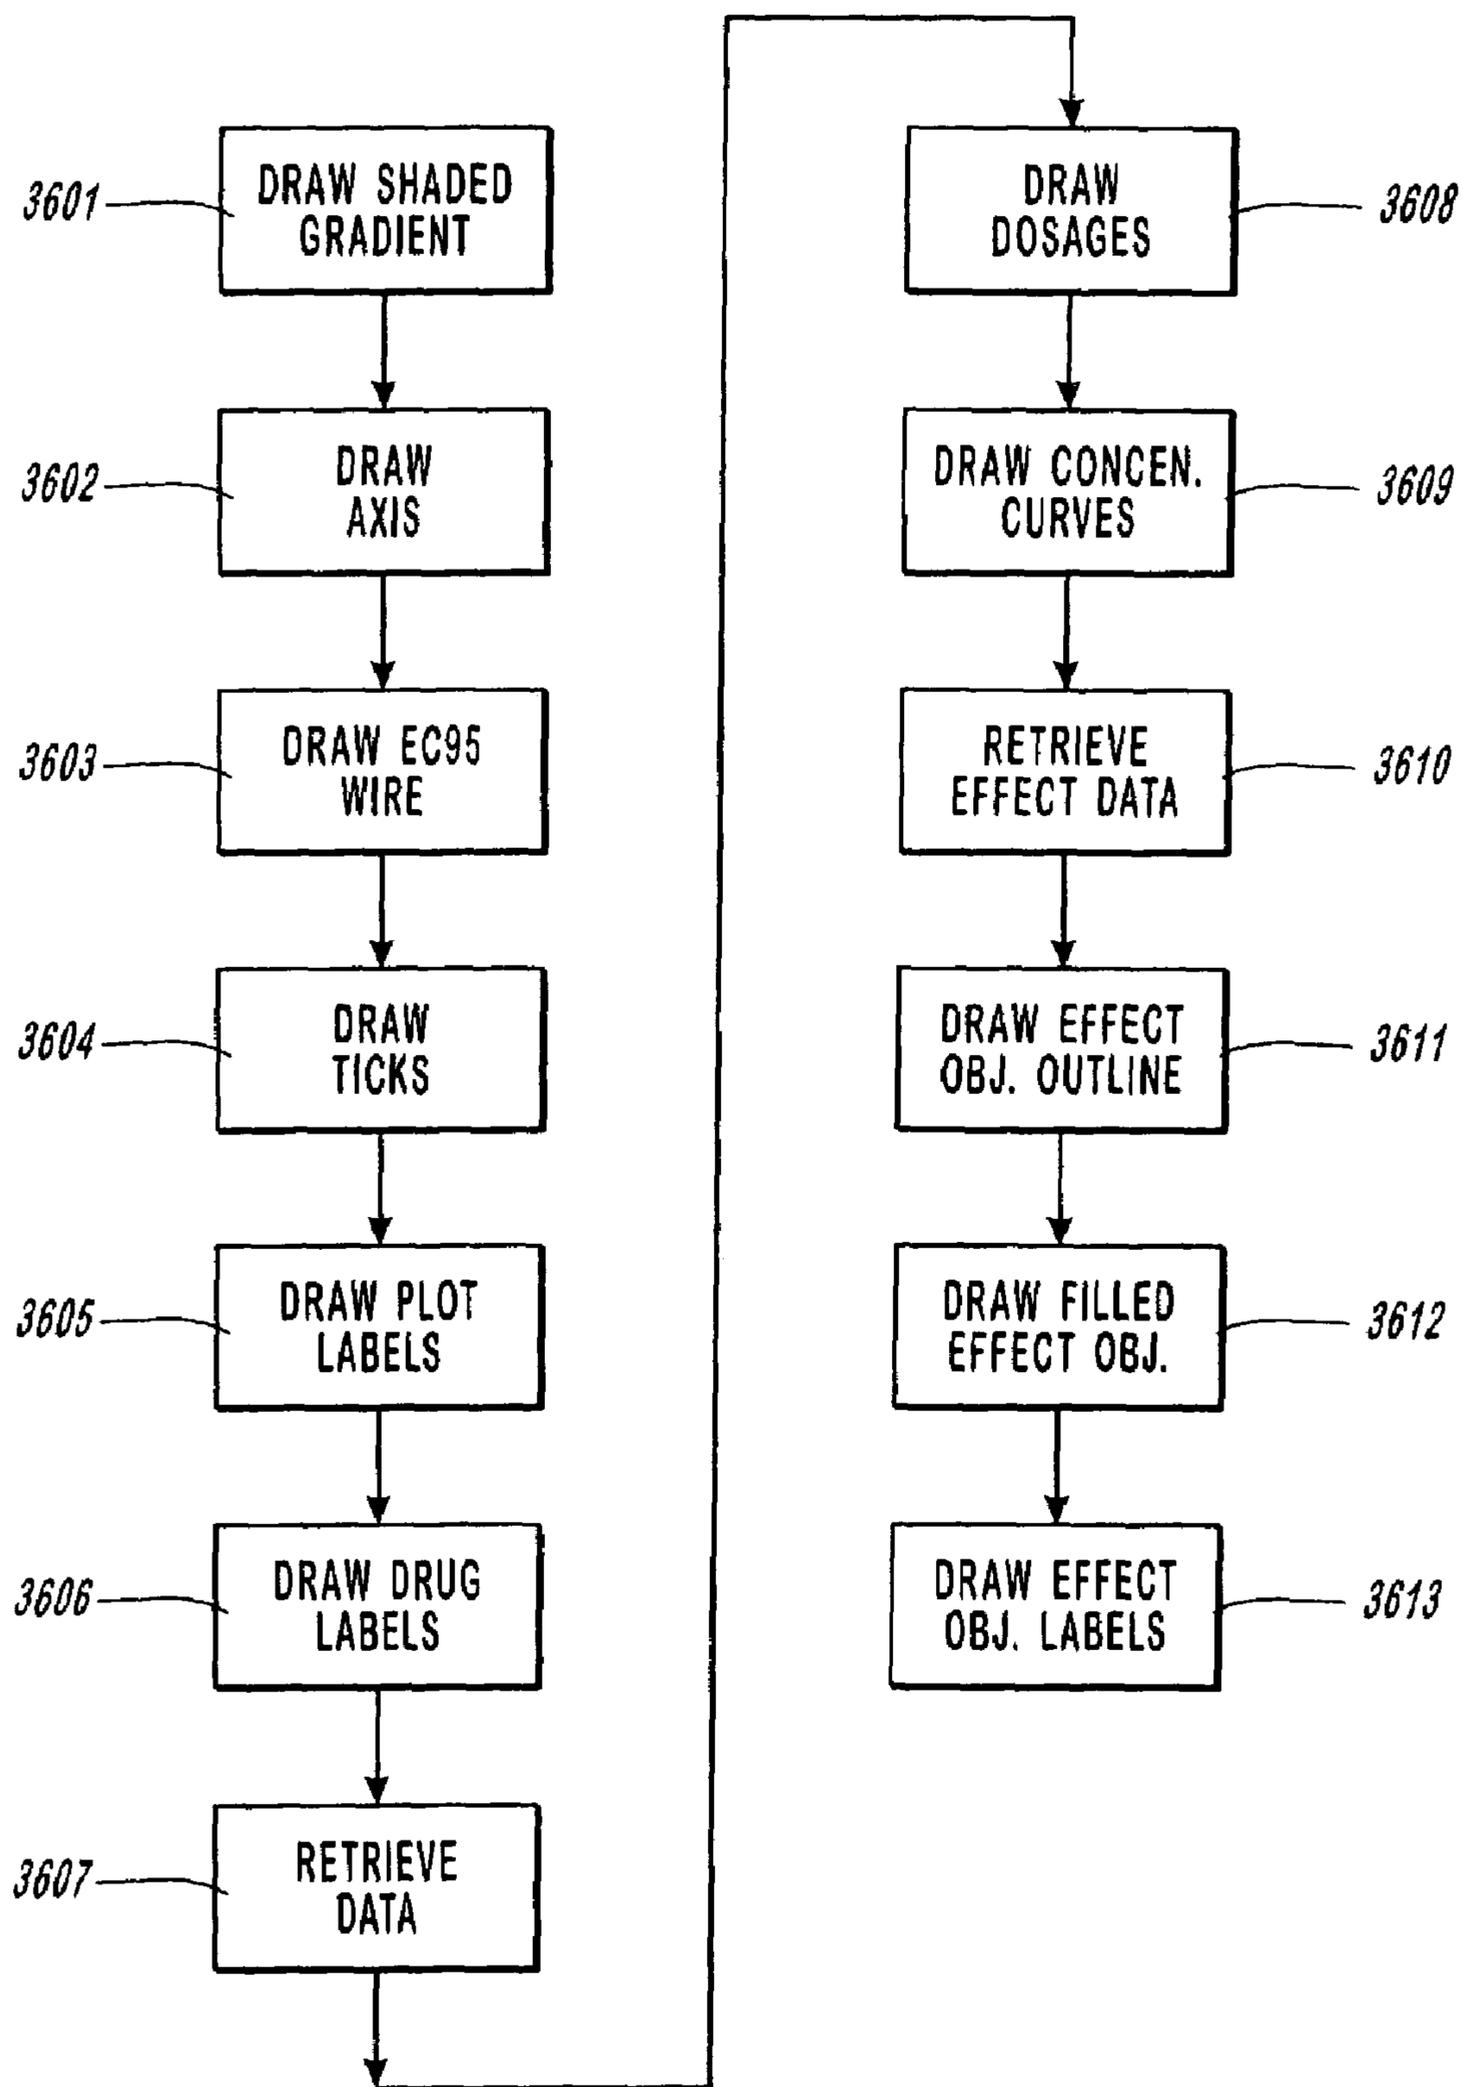 3601
DRAW SHADED
GRADIENT
3602
DRAW
AXIS
3603
DRAW EC95
WIRE
3604
DRAW
TICKS
3605
DRAW PLOT
LABELS
3606
DRAW DRUG
LABELS
3607
RETRIEVE
DATA
DRAW
DOSAGES
3608
DRAW CONCEN.
CURVES
3609
RETRIEVE
EFFECT DATA
3610
DRAW EFFECT
OBJ. OUTLINE
3611
DRAW FILLED
EFFECT OBJ.
3612
DRAW EFFECT
OBJ. LABELS
3613